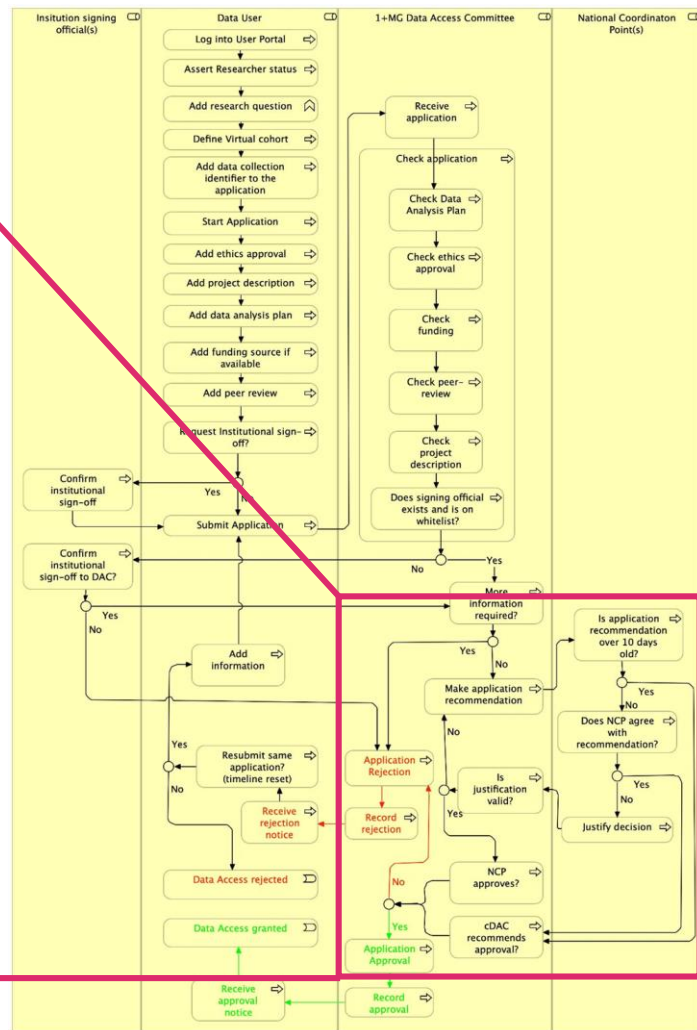 Insitution signing
official(s)
Data User
1+MG Data Access Committee
National Coordinaton
Point(s)
Log into User Portal
Assert Researcher status
Add research question
Define Virtual cohort
Add data collection
identifier to the
application
Start Application
Add ethics approval
Add project description
Add data analysis plan
Add funding source if
available
Add peer review
Request Institutional sign-
off?
Yes
No
Confirm
institutional
sign-off
Submit Application
Receive
application
Check application
Check Data
Analysis Plan
Check ethics
approval
Check
funding
Check peer-
review
Check
project
description
Does signing official
exists and is on
whitelist?
No
Yes
Confirm
institutional
sign-off to DAC?
Yes
No
More
information
required?
Yes
No
Is application
recommendation
over 10 days
old?
Yes
No
Add
information
Make application
recommendation
Does NCP agree
with
recommendation?
Yes
No
No
Yes
Resubmit same
application?
(timeline reset)
Yes
No
Application
Rejection
Is
justification
valid?
Receive
rejection
notice
Record
rejection
Justify decision
Data Access rejected
NCP
approves?
No
Yes
Data Access granted
Application
Approval
cDAC
recommends
approval?
Receive
approval
notice
Record
approval